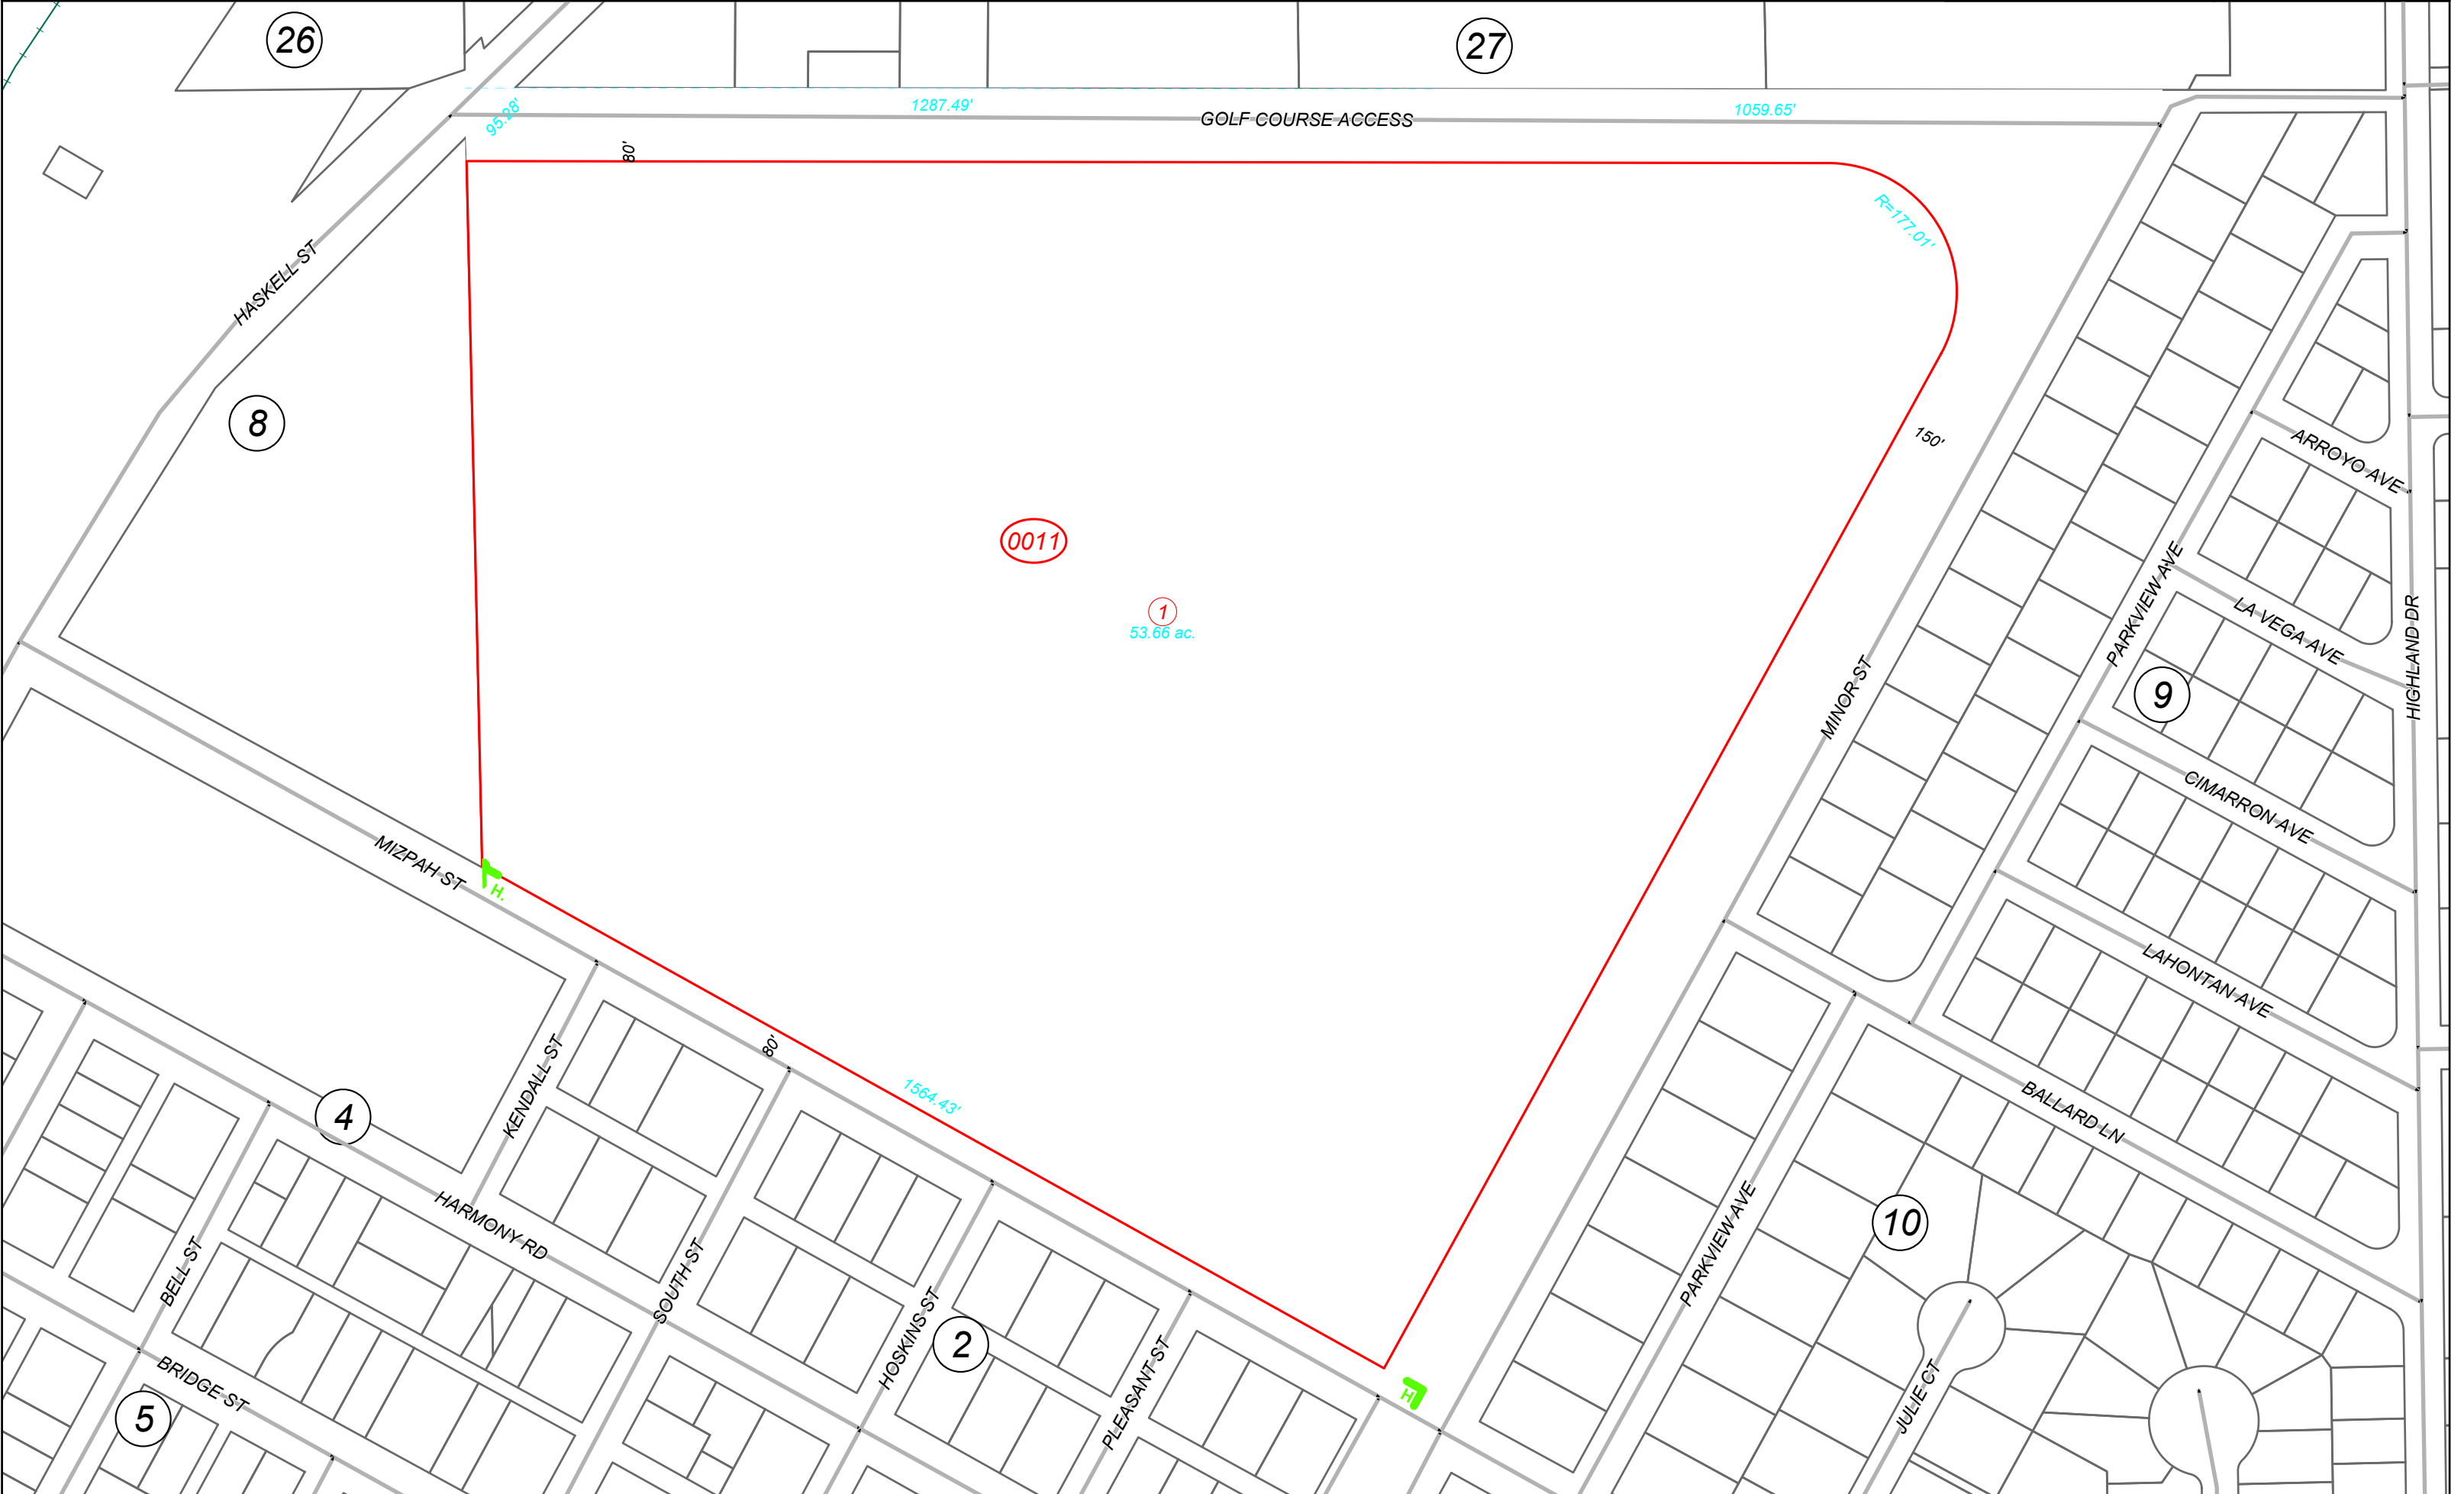 26
27
95.28'
1287.49'
1059.65'
GOLF COURSE ACCESS
80'
R=177.01'
HASKELL ST
8
150'
ARROYO AVE
0011
1
53.66 ac.
PARKVIEW AVE
LA VEGA AVE
HIGHLAND DR
MINOR ST
9
CIMARRON AVE
MIZPAH ST
H.
LAHONTAN AVE
80'
KENDALL ST
1564.43'
4
BALLARD LN
HARMONY RD
10
BELL ST
SOUTH ST
PARKVIEW AVE
HOSKINS ST
2
PLEASANT ST
BRIDGE ST
H
JULIE CT
5